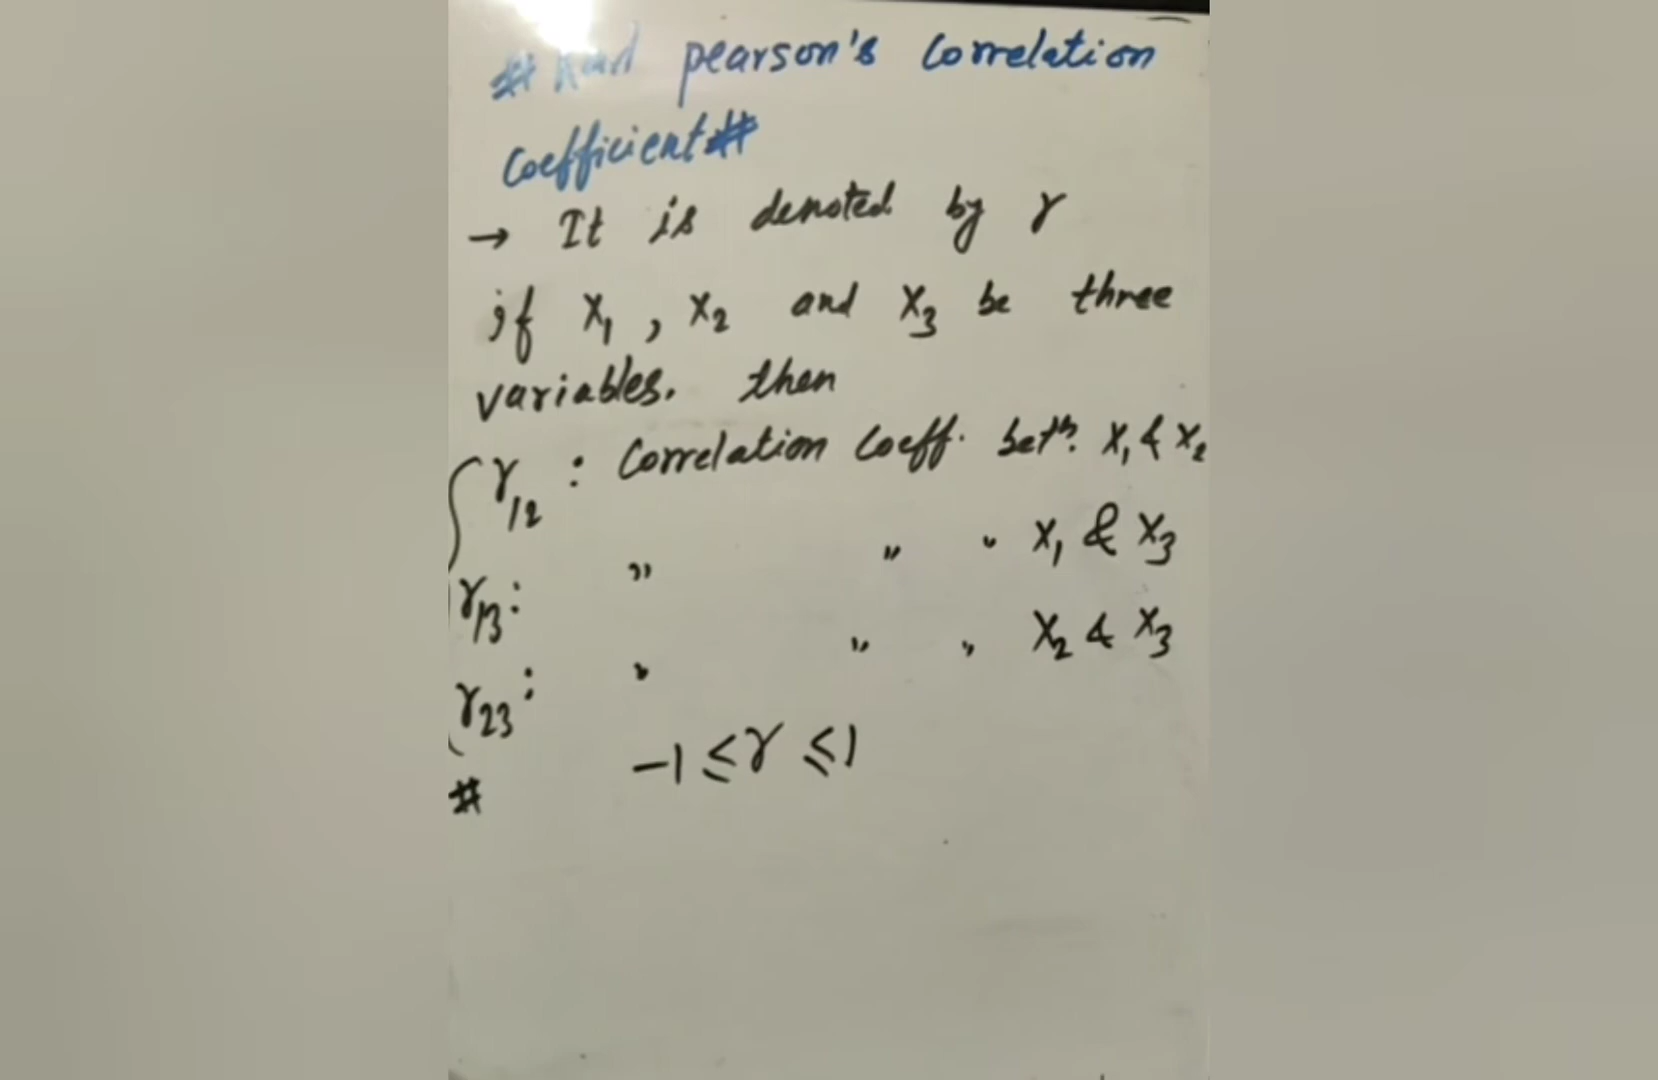 # Karl pearson's Correlation
Coefficient #
→ It is denoted by r
if X₁, X₂ and X₃ be three
variables. then
r₁₂ : Correlation Coeff. betⁿ. X₁ & X₂
r₁₃ : " " " X₁ & X₃
r₂₃ : " " " X₂ & X₃
# -1 ≤ r ≤ 1